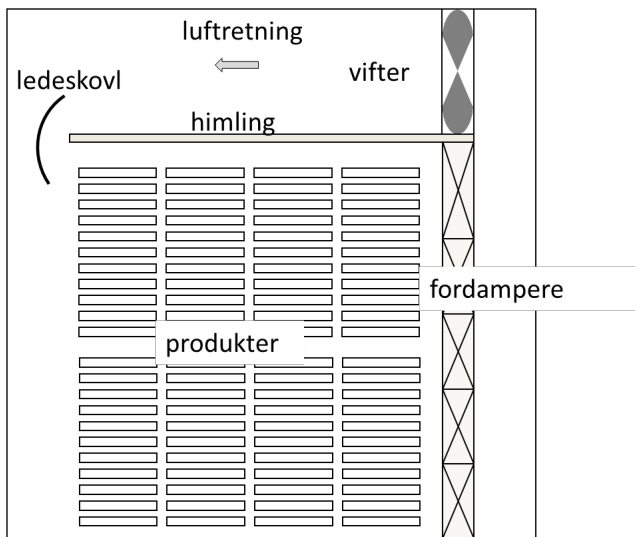 luftretning
vifter
ledeskovl
himling
fordampere
produkter